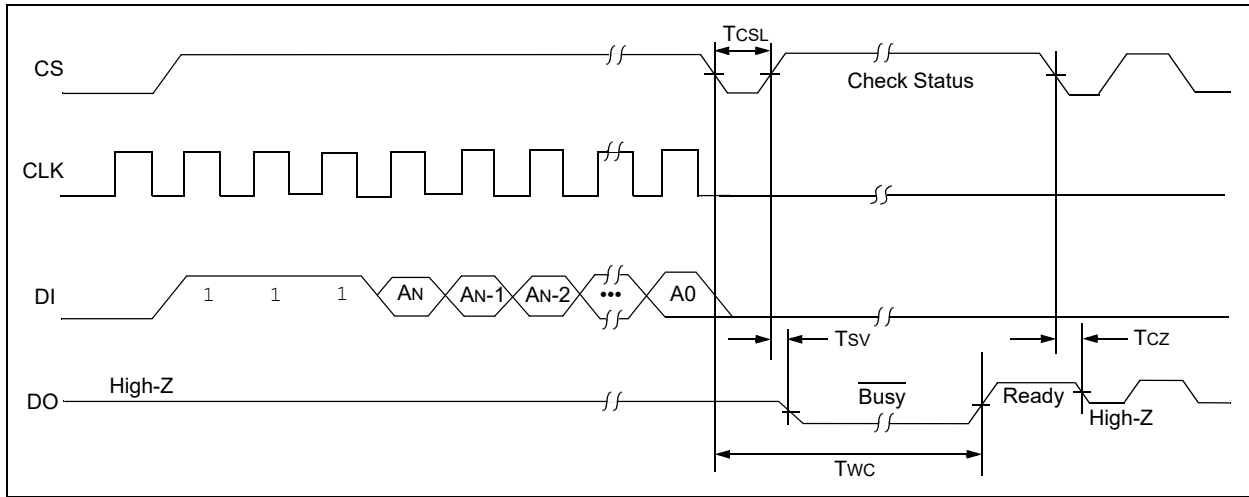 TCSL
CS
Check Status
CLK
DI
1 1 1 AN AN-1 AN-2 ••• A0
TSV
TCZ
High-Z
DO
Busy
Ready
High-Z
TWC